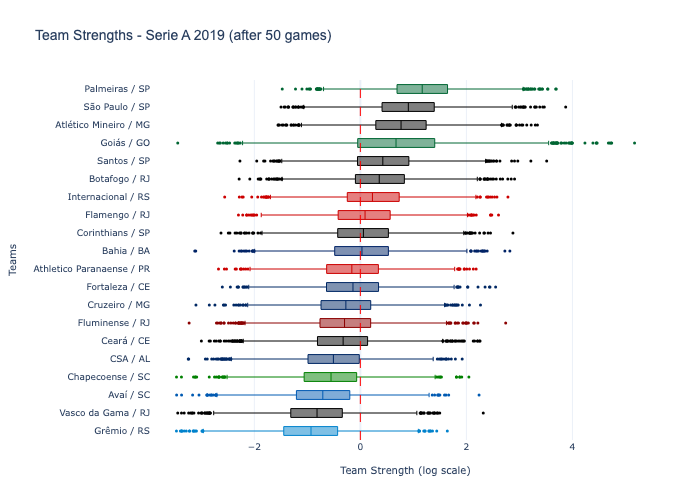 Team Strengths - Serie A 2019 (after 50 games)
Palmeiras / SP
São Paulo / SP
Atlético Mineiro / MG
Goiás / GO
Santos / SP
Botafogo / RJ
Internacional / RS
Flamengo / RJ
Corinthians / SP
Bahia / BA
Athletico Paranaense / PR
Fortaleza / CE
Cruzeiro / MG
Fluminense / RJ
Ceará / CE
CSA / AL
Chapecoense / SC
Avaí / SC
Vasco da Gama / RJ
Grêmio / RS
Teams
−2 0 2 4
Team Strength (log scale)